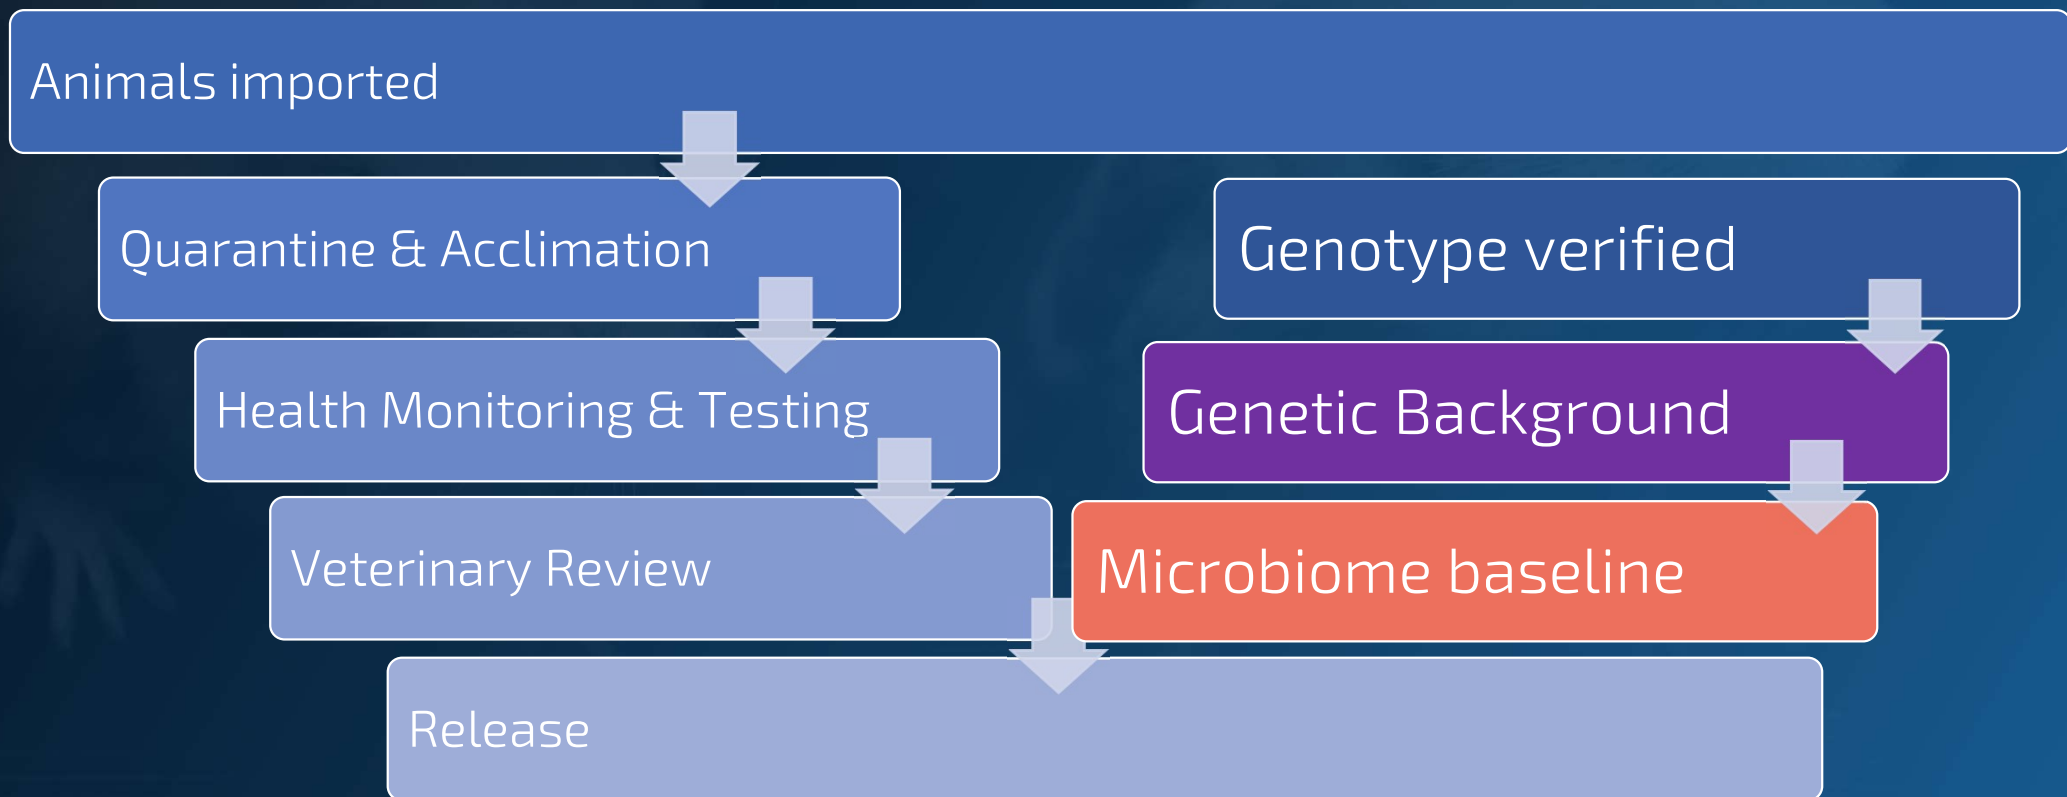 Animals imported
Quarantine & Acclimation
Genotype verified
Health Monitoring & Testing
Genetic Background
Veterinary Review
Microbiome baseline
Release